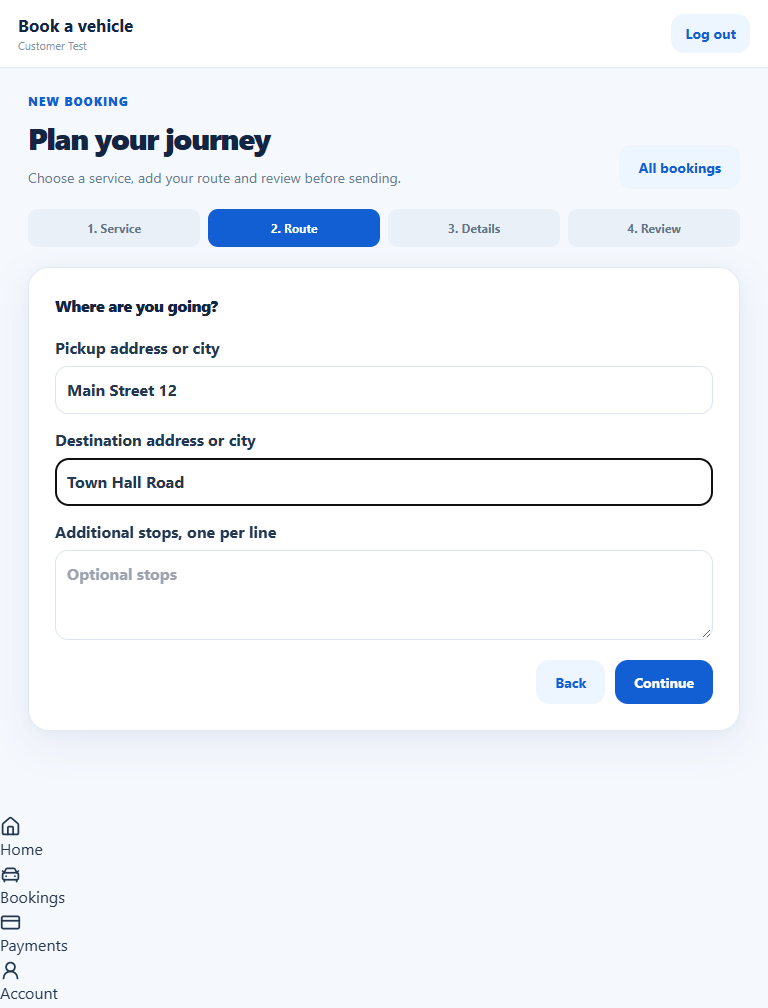 Book a vehicle
Customer Test
Log out
NEW BOOKING
Plan your journey
Choose a service, add your route and review before sending.
All bookings
1. Service
2. Route
3. Details
4. Review
Where are you going?
Pickup address or city
Main Street 12
Destination address or city
Town Hall Road
Additional stops, one per line
Optional stops
Back
Continue
Home
Bookings
Payments
Account